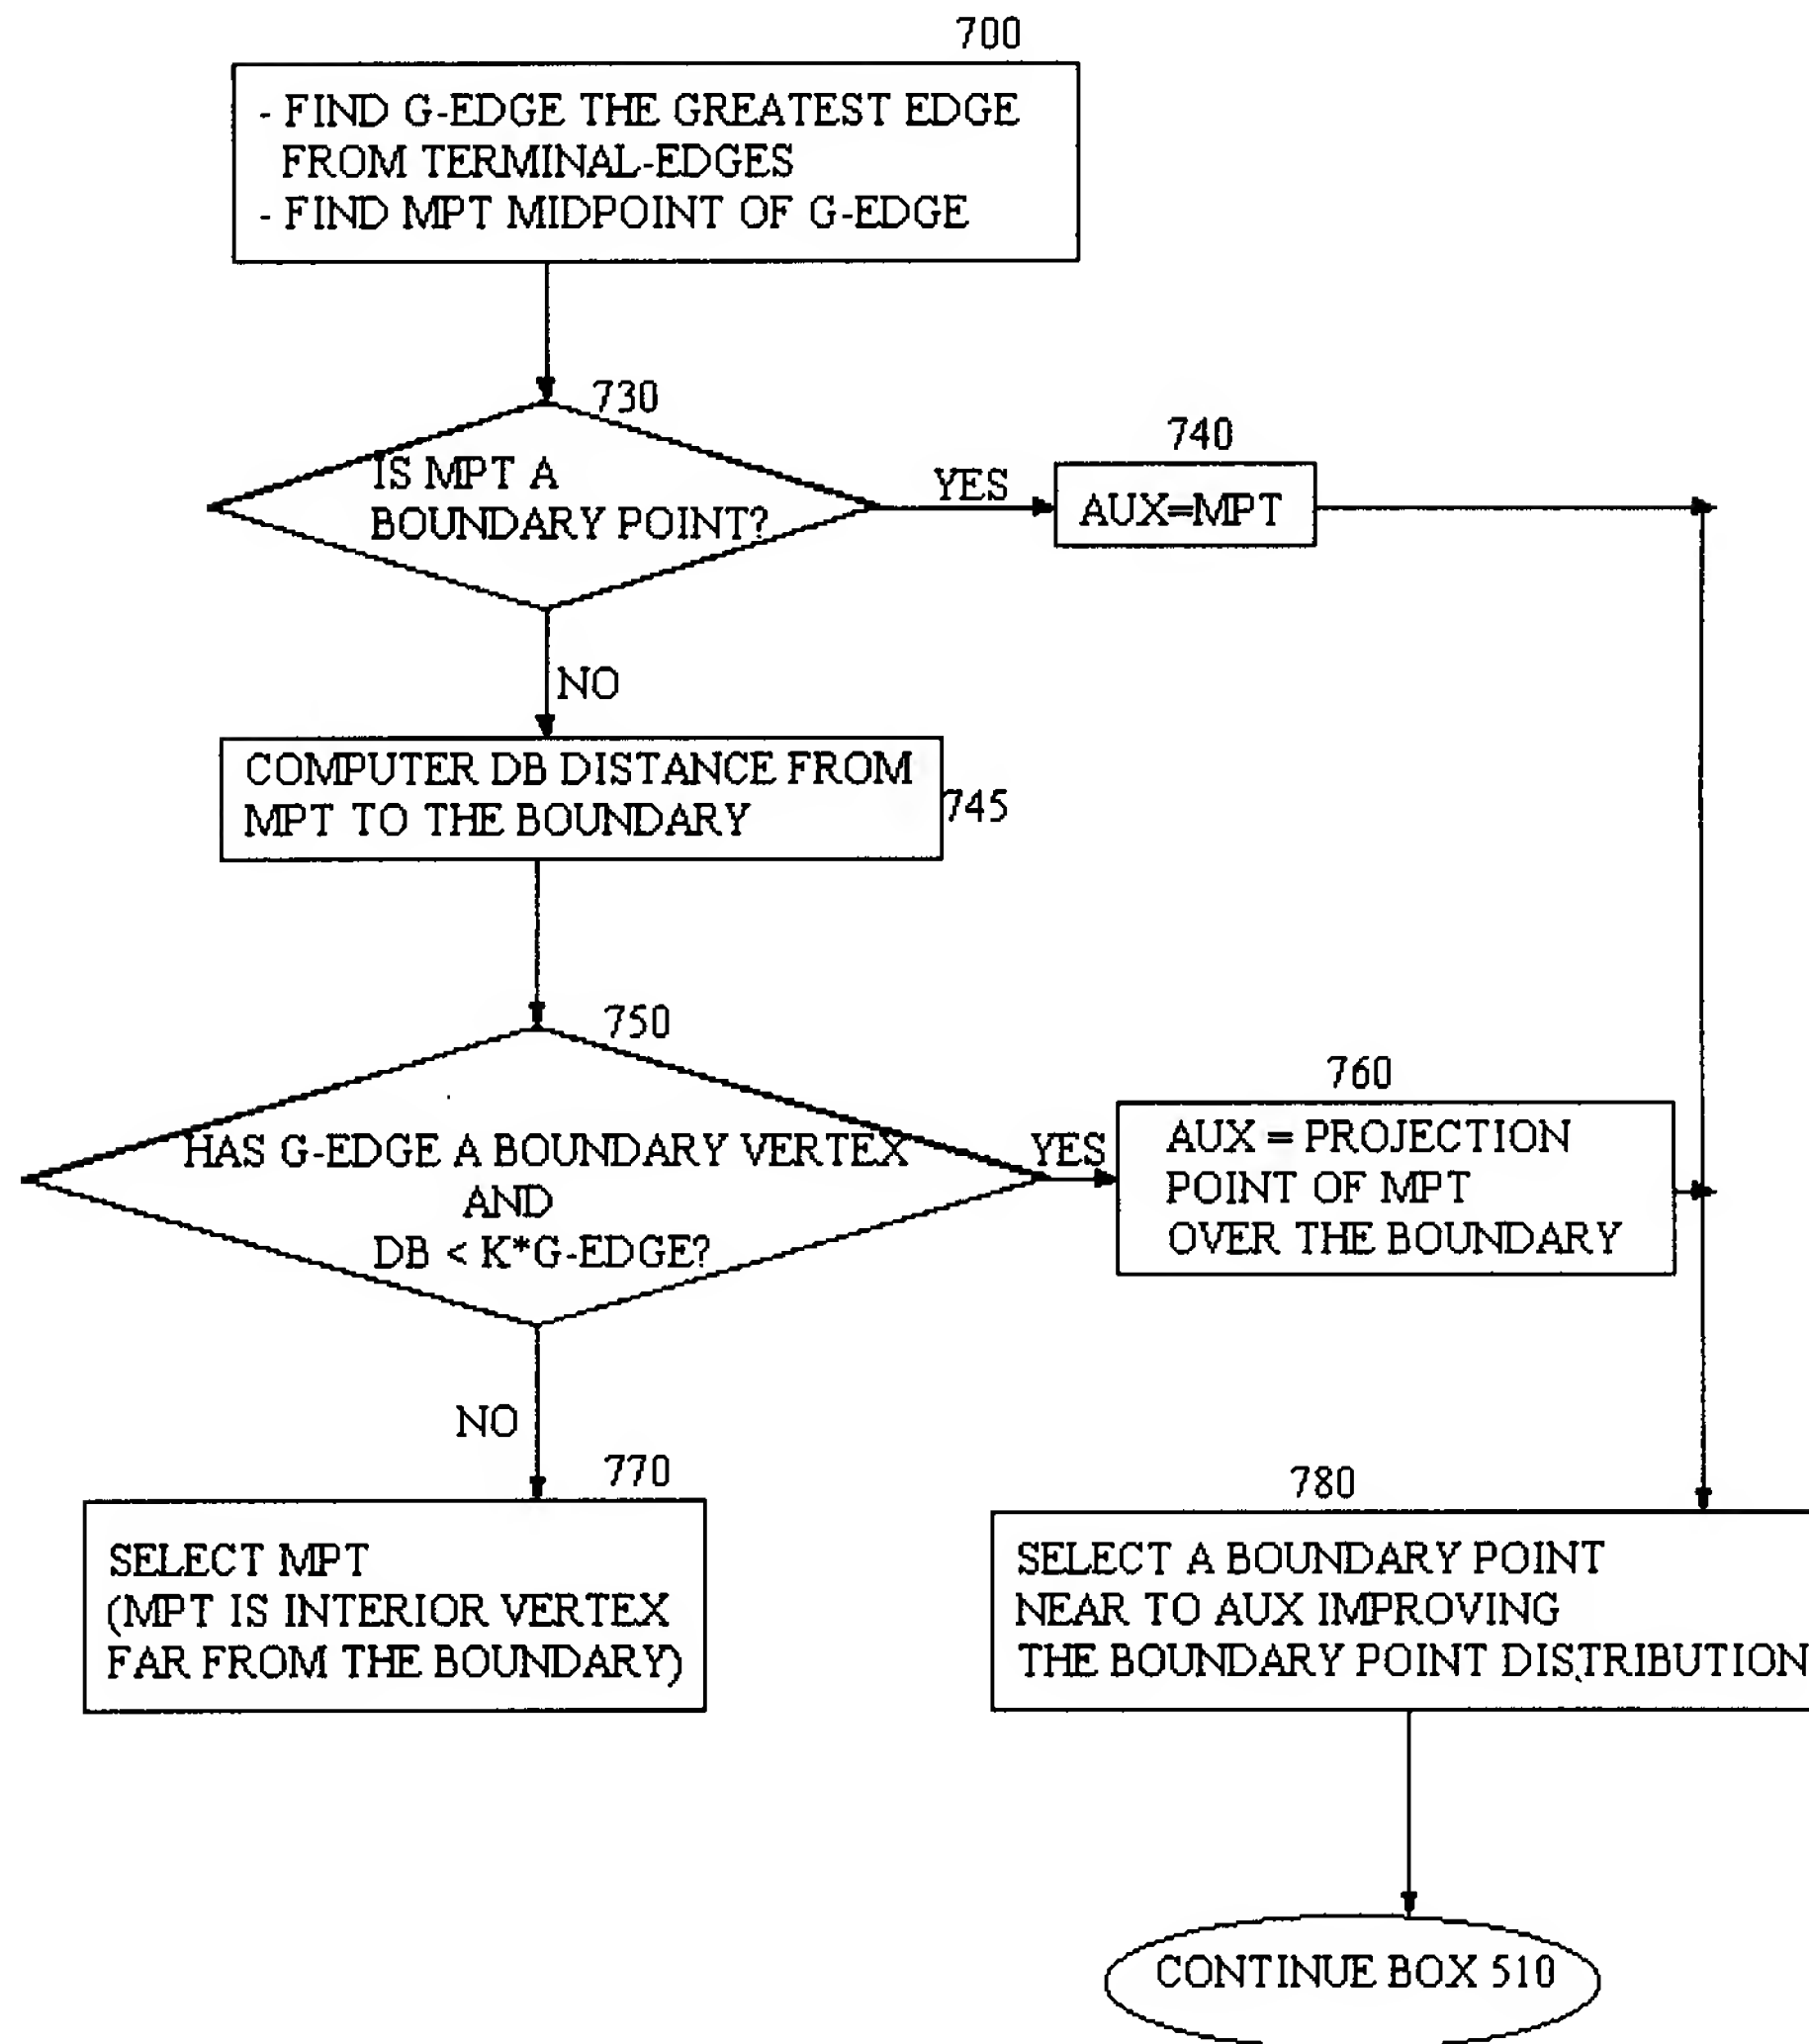 700
- FIND G-EDGE THE GREATEST EDGE
FROM TERMINAL-EDGES
- FIND MPT MIDPOINT OF G-EDGE
730
IS MPT A
BOUNDARY POINT?
YES
740
AUX=MPT
NO
COMPUTER DB DISTANCE FROM
MPT TO THE BOUNDARY
745
750
HAS G-EDGE A BOUNDARY VERTEX
AND
DB < K*G-EDGE?
YES
760
AUX = PROJECTION
POINT OF MPT
OVER THE BOUNDARY
NO
770
SELECT MPT
(MPT IS INTERIOR VERTEX
FAR FROM THE BOUNDARY)
780
SELECT A BOUNDARY POINT
NEAR TO AUX IMPROVING
THE BOUNDARY POINT DISTRIBUTION
CONTINUE BOX 510